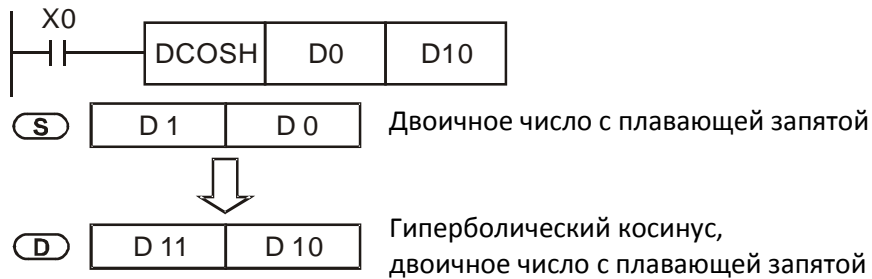 X0
DCOSH D0 D10
S D 1 D 0 Двоичное число с плавающей запятой
D D 11 D 10 Гиперболический косинус,
двоичное число с плавающей запятой